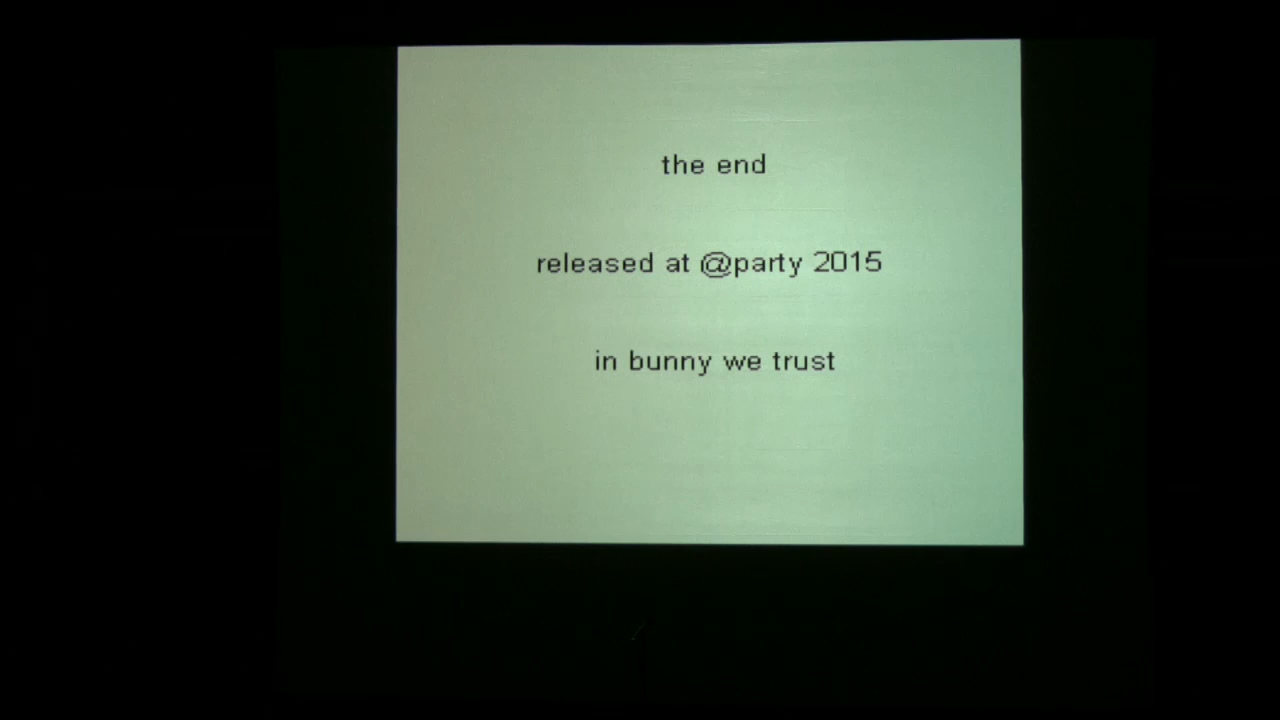 the end
released at @party 2015
in bunny we trust